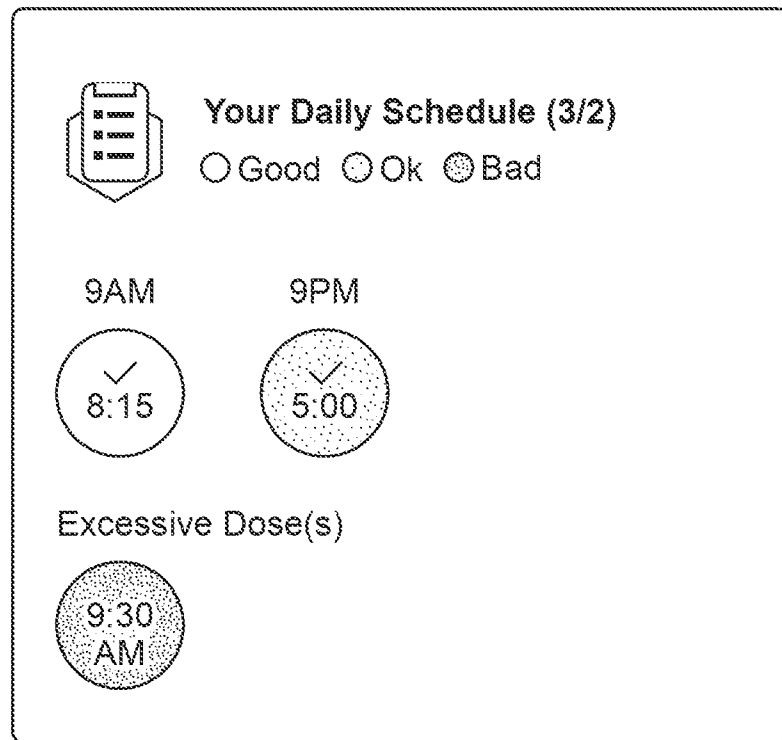 Your Daily Schedule (3/2)
Good Ok Bad
9AM 9PM
8:15 5:00
Excessive Dose(s)
9:30
AM